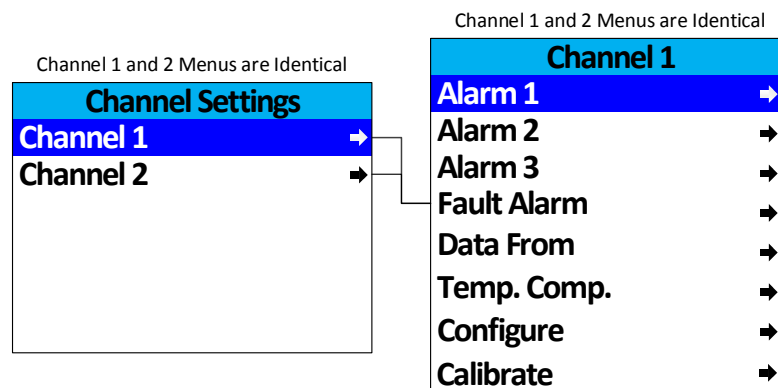 Channel 1 and 2 Menus are Identical
Channel Settings
Channel 1
Channel 2
Channel 1 and 2 Menus are Identical
Channel 1
Alarm 1
Alarm 2
Alarm 3
Fault Alarm
Data From
Temp. Comp.
Configure
Calibrate